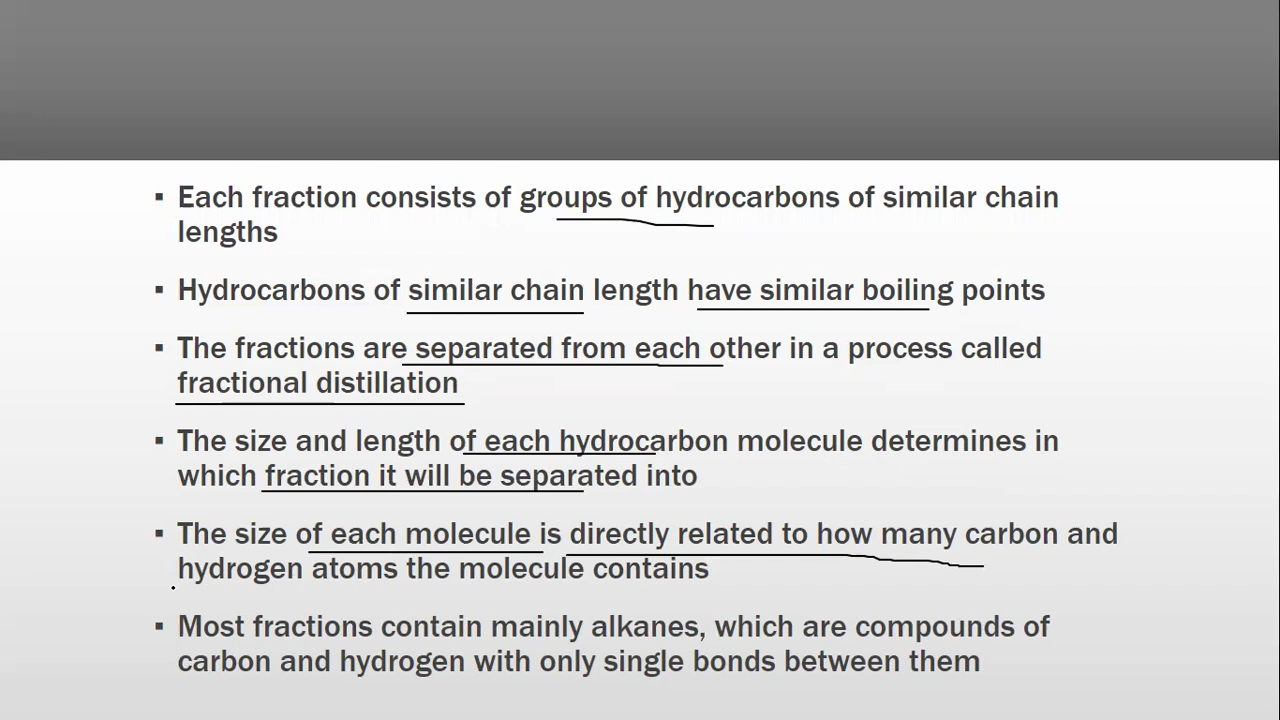 ▪ Each fraction consists of groups of hydrocarbons of similar chain
lengths
▪ Hydrocarbons of similar chain length have similar boiling points
▪ The fractions are separated from each other in a process called
fractional distillation
▪ The size and length of each hydrocarbon molecule determines in
which fraction it will be separated into
▪ The size of each molecule is directly related to how many carbon and
hydrogen atoms the molecule contains
▪ Most fractions contain mainly alkanes, which are compounds of
carbon and hydrogen with only single bonds between them